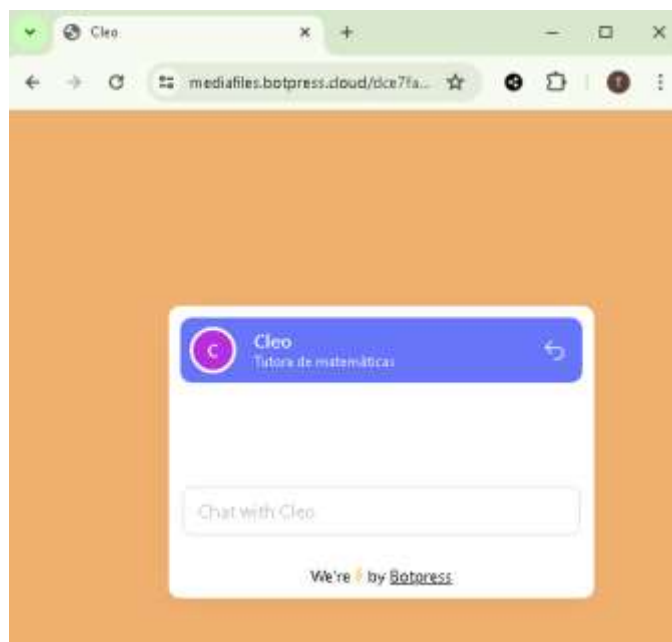 Cleo
mediafiles.botpress.cloud/dce7fa...
T
C
Cleo
Tutora de matemáticas
Chat with Cleo
We're ⚡ by Botpress